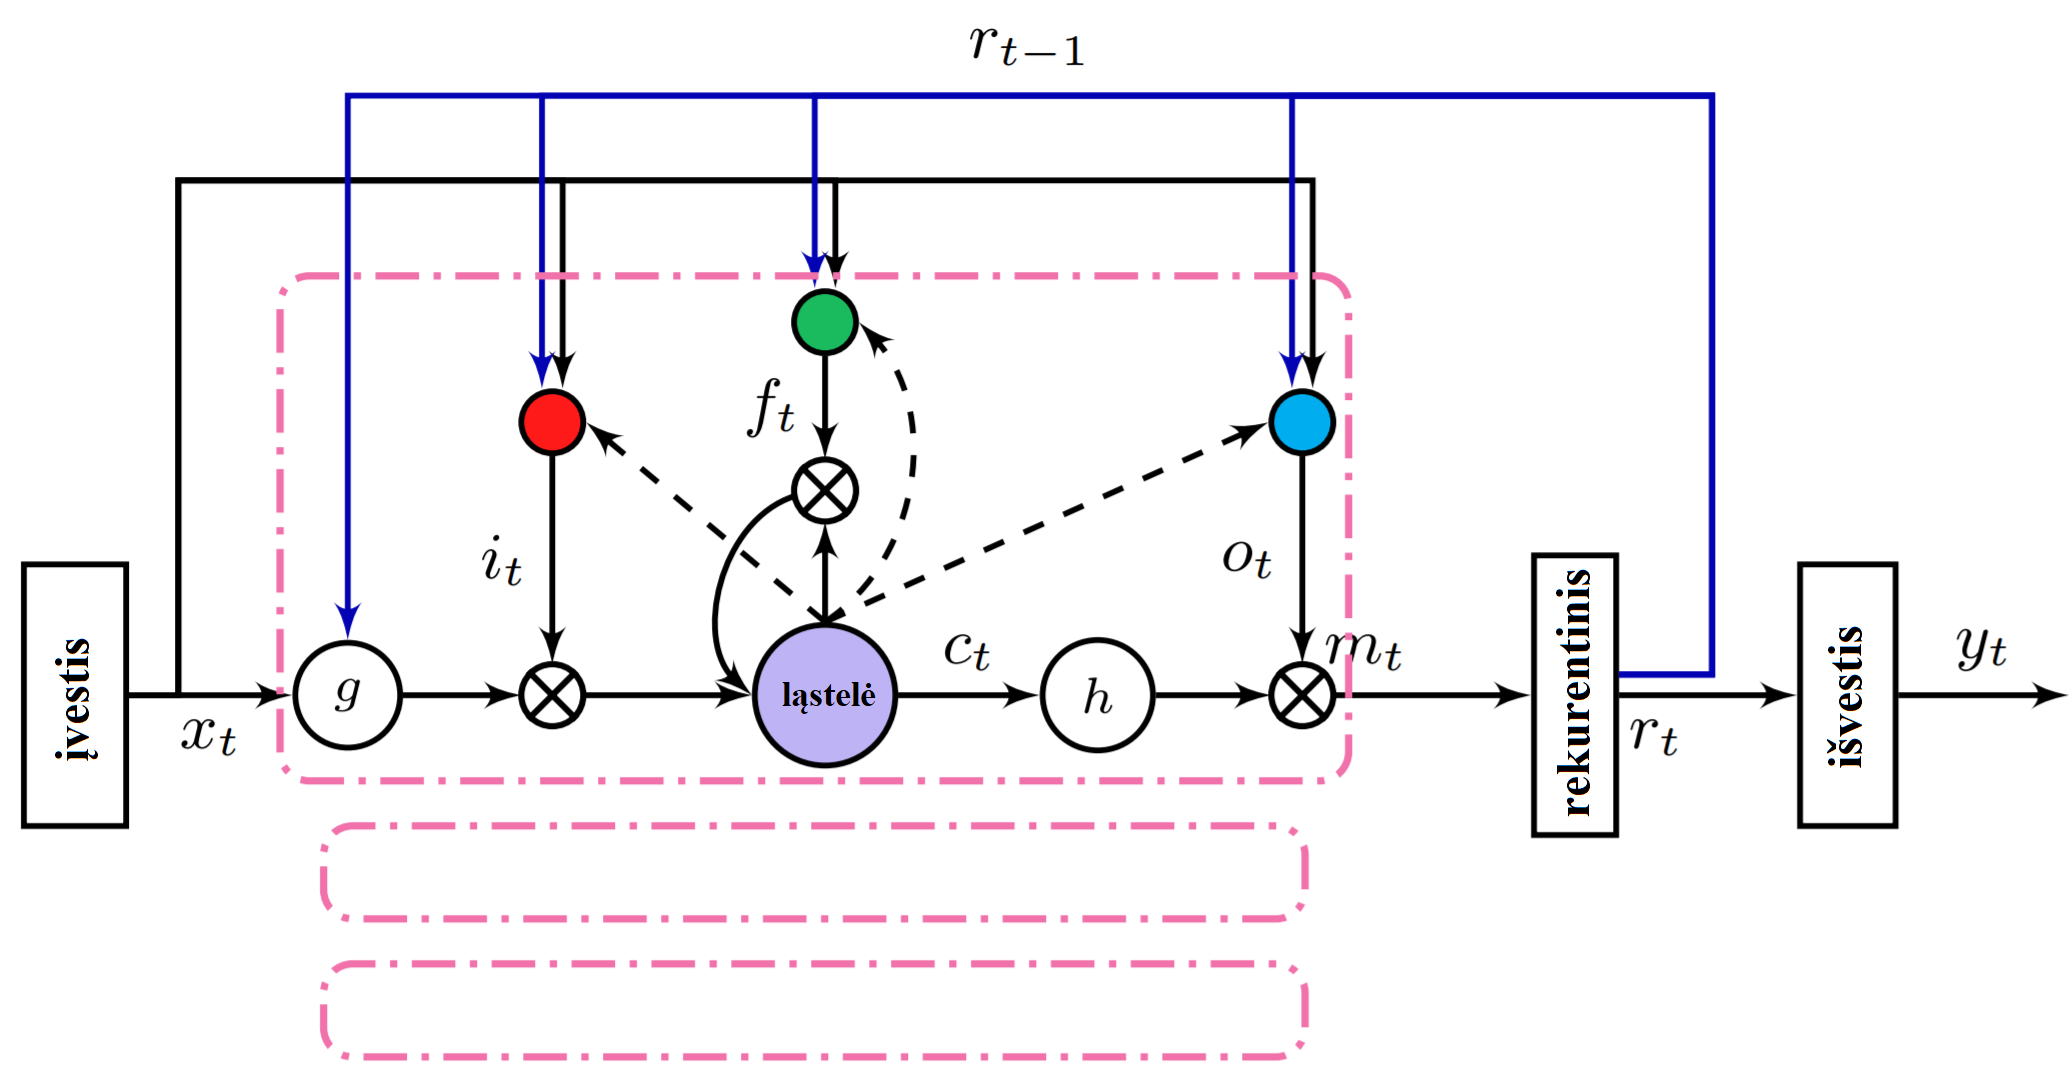 r_{t-1}
f_t
i_t
o_t
įvestis
x_t
g
ląstelė
c_t
h
m_t
rekurentinis
r_t
išvestis
y_t